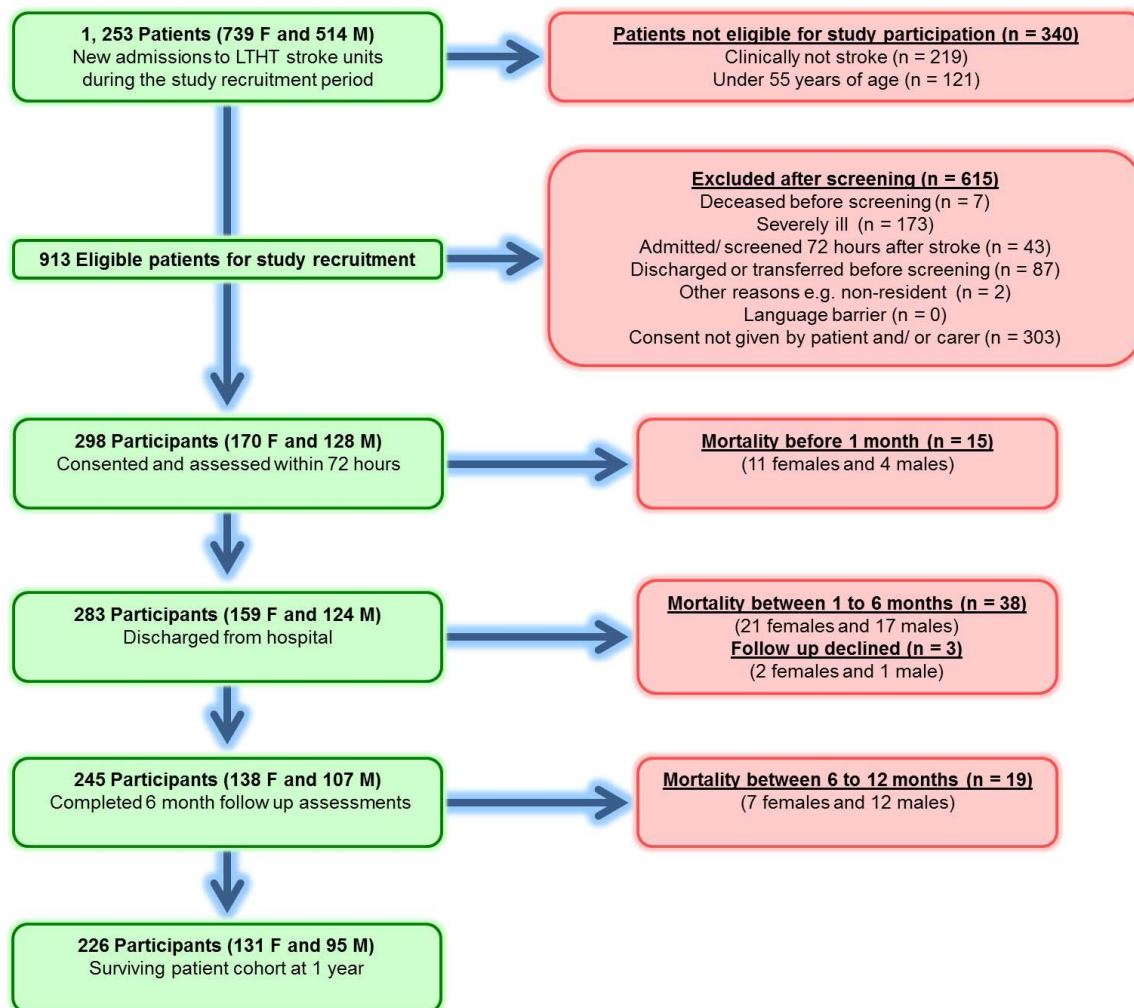 1, 253 Patients (739 F and 514 M)
New admissions to LTHT stroke units
during the study recruitment period
Patients not eligible for study participation (n = 340)
Clinically not stroke (n = 219)
Under 55 years of age (n = 121)
913 Eligible patients for study recruitment
Excluded after screening (n = 615)
Deceased before screening (n = 7)
Severely ill (n = 173)
Admitted/ screened 72 hours after stroke (n = 43)
Discharged or transferred before screening (n = 87)
Other reasons e.g. non-resident (n = 2)
Language barrier (n = 0)
Consent not given by patient and/ or carer (n = 303)
298 Participants (170 F and 128 M)
Consented and assessed within 72 hours
Mortality before 1 month (n = 15)
(11 females and 4 males)
283 Participants (159 F and 124 M)
Discharged from hospital
Mortality between 1 to 6 months (n = 38)
(21 females and 17 males)
Follow up declined (n = 3)
(2 females and 1 male)
245 Participants (138 F and 107 M)
Completed 6 month follow up assessments
Mortality between 6 to 12 months (n = 19)
(7 females and 12 males)
226 Participants (131 F and 95 M)
Surviving patient cohort at 1 year